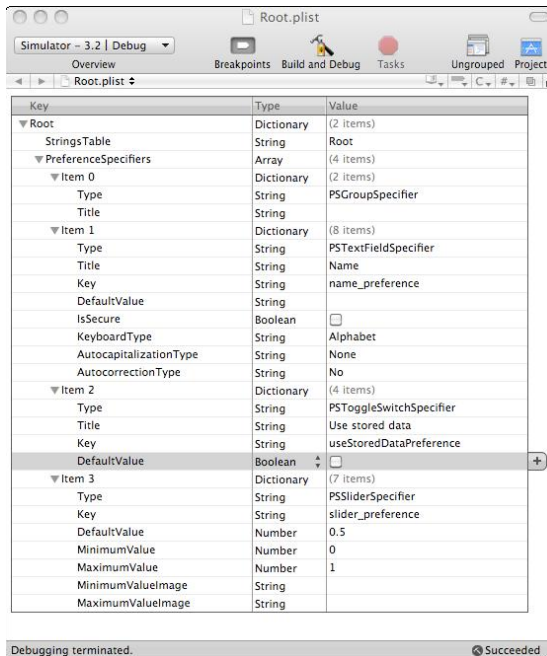 Root.plist
Simulator - 3.2 | Debug
Overview Breakpoints Build and Debug Tasks Ungrouped Project
Root.plist
C #
Key Type Value
Root Dictionary (2 items)
StringsTable String Root
PreferenceSpecifiers Array (4 items)
Item 0 Dictionary (2 items)
Type String PSGroupSpecifier
Title String
Item 1 Dictionary (8 items)
Type String PSTextFieldSpecifier
Title String Name
Key String name_preference
DefaultValue String
IsSecure Boolean
KeyboardType String Alphabet
AutocapitalizationType String None
AutocorrectionType String No
Item 2 Dictionary (4 items)
Type String PSToggleSwitchSpecifier
Title String Use stored data
Key String useStoredDataPreference
DefaultValue Boolean
Item 3 Dictionary (7 items)
Type String PSSliderSpecifier
Key String slider_preference
DefaultValue Number 0.5
MinimumValue Number 0
MaximumValue Number 1
MinimumValueImage String
MaximumValueImage String
Debugging terminated. Succeeded